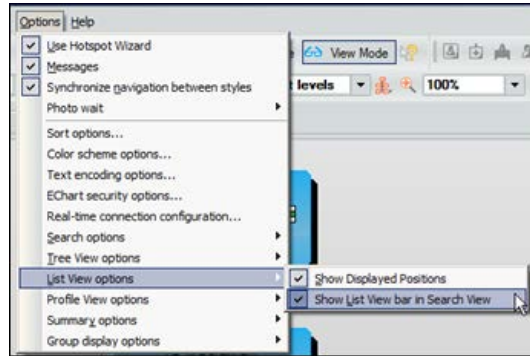 Options Help
Use Hotspot Wizard
View Mode
Messages
Synchronize navigation between styles
levels 100%
Photo wait
Sort options...
Color scheme options...
Text encoding options...
EChart security options...
Real-time connection configuration...
Search options
Tree View options
List View options
Show Displayed Positions
Profile View options
Show List View bar in Search View
Summary options
Group display options